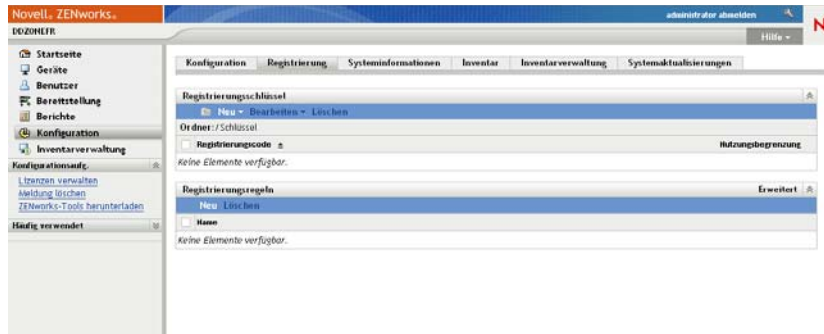 Novell® ZENworks®
administrator abmelden
N
DDZONEFR
Hilfe
Startseite
Geräte
Benutzer
Bereitstellung
Berichte
Konfiguration
Inventarverwaltung
Konfigurationsaufg.
Lizenzen verwalten
Meldung löschen
ZENworks-Tools herunterladen
Häufig verwendet
Konfiguration Registrierung Systeminformationen Inventar Inventarverwaltung Systemaktualisierungen
Registrierungsschlüssel
Neu Bearbeiten Löschen
Ordner:/Schlüssel
Registrierungscode Nutzungsbegrenzung
Keine Elemente verfügbar.
Registrierungsregeln Erweitert
Neu Löschen
Name
Keine Elemente verfügbar.